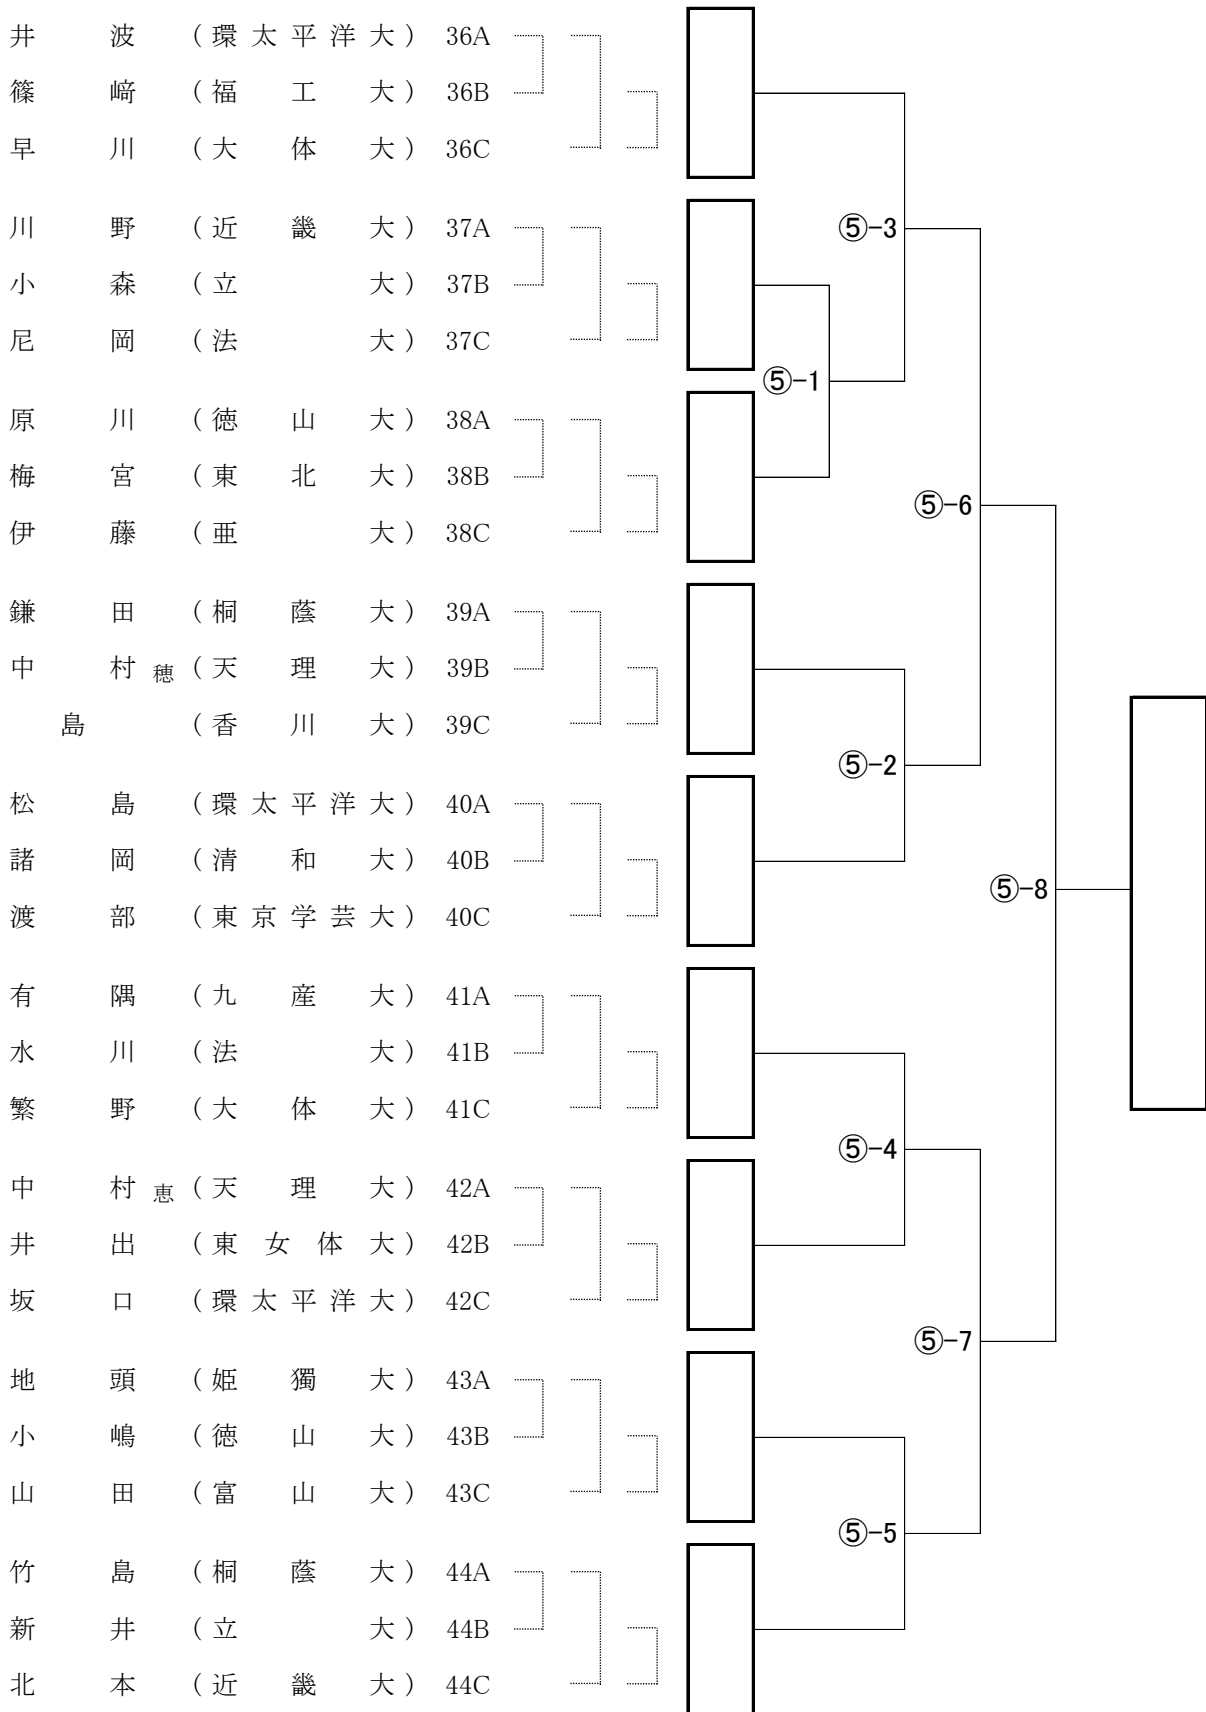 井波（環太平洋大）36A
篠﨑（福工大）36B
早川（大体大）36C
川野（近畿大）37A
⑤-3
小森（立大）37B
尼岡（法大）37C
⑤-1
原川（徳山大）38A
梅宮（東北大）38B
⑤-6
伊藤（亜大）38C
鎌田（桐蔭大）39A
中村穂（天理大）39B
島（香川大）39C
⑤-2
松島（環太平洋大）40A
諸岡（清和大）40B
⑤-8
渡部（東京学芸大）40C
有隅（九産大）41A
水川（法大）41B
繁野（大体大）41C
⑤-4
中村恵（天理大）42A
井出（東女体大）42B
坂口（環太平洋大）42C
⑤-7
地頭（姫獨大）43A
小嶋（徳山大）43B
山田（富山大）43C
⑤-5
竹島（桐蔭大）44A
新井（立大）44B
北本（近畿大）44C